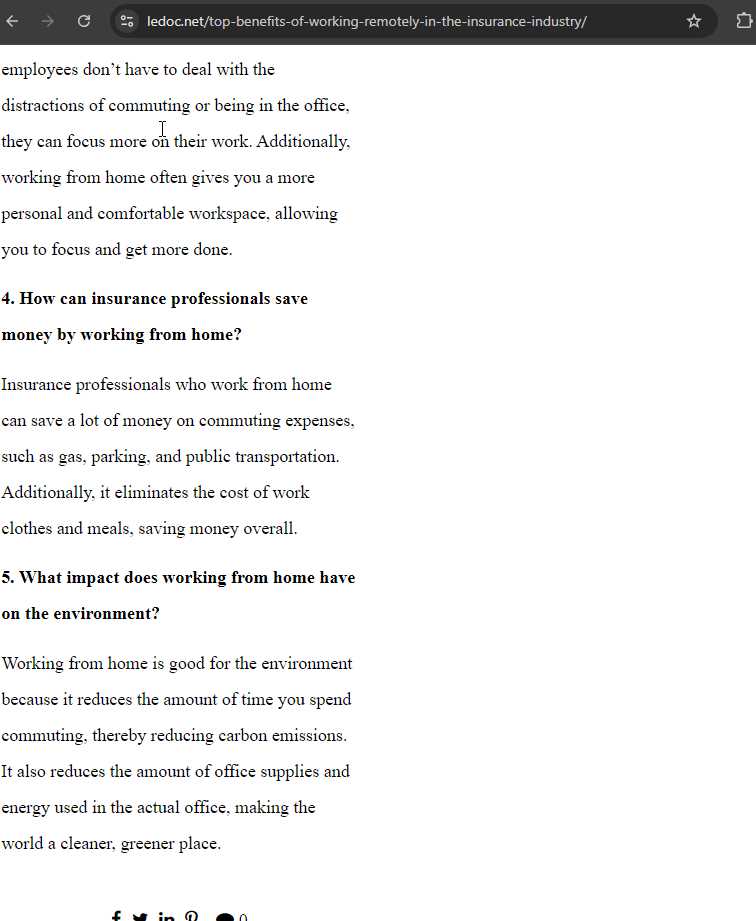 ledoc.net/top-benefits-of-working-remotely-in-the-insurance-industry/
employees don’t have to deal with the
distractions of commuting or being in the office,
they can focus more on their work. Additionally,
working from home often gives you a more
personal and comfortable workspace, allowing
you to focus and get more done.
4. How can insurance professionals save
money by working from home?
Insurance professionals who work from home
can save a lot of money on commuting expenses,
such as gas, parking, and public transportation.
Additionally, it eliminates the cost of work
clothes and meals, saving money overall.
5. What impact does working from home have
on the environment?
Working from home is good for the environment
because it reduces the amount of time you spend
commuting, thereby reducing carbon emissions.
It also reduces the amount of office supplies and
energy used in the actual office, making the
world a cleaner, greener place.
0